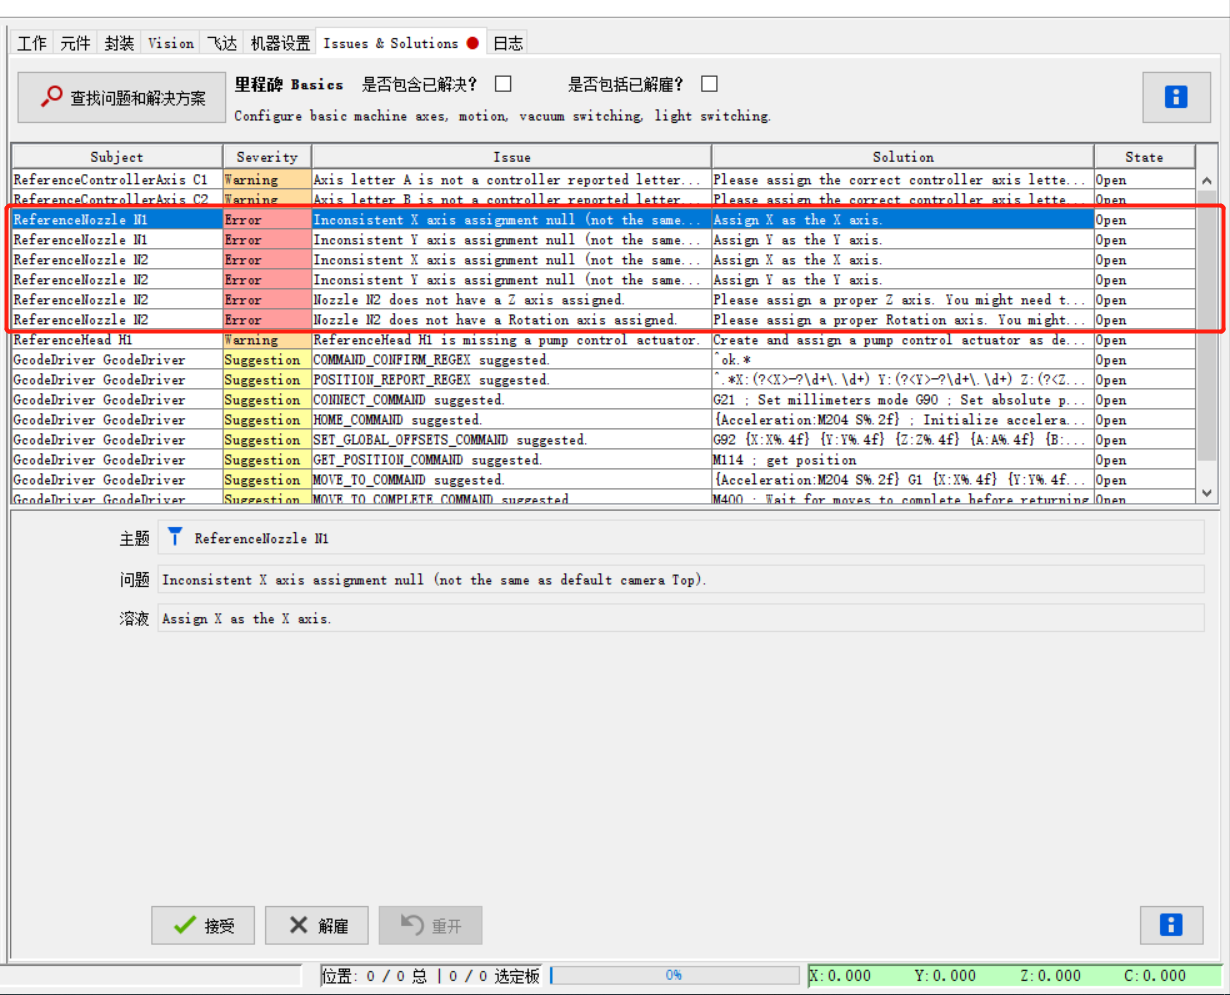 工作 元件 封装 Vision 飞达 机器设置 Issues & Solutions 日志
查找问题和解决方案 里程碑 Basics 是否包含已解决? 是否包括已解雇?
Configure basic machine axes, motion, vacuum switching, light switching.
Subject Severity Issue Solution State
ReferenceControllerAxis C1 Warning Axis letter A is not a controller reported letter... Please assign the correct controller axis lette... Open
ReferenceControllerAxis C2 Warning Axis letter B is not a controller reported letter... Please assign the correct controller axis lette... Open
ReferenceNozzle N1 Error Inconsistent X axis assignment null (not the same... Assign X as the X axis. Open
ReferenceNozzle N1 Error Inconsistent Y axis assignment null (not the same... Assign Y as the Y axis. Open
ReferenceNozzle N2 Error Inconsistent X axis assignment null (not the same... Assign X as the X axis. Open
ReferenceNozzle N2 Error Inconsistent Y axis assignment null (not the same... Assign Y as the Y axis. Open
ReferenceNozzle N2 Error Nozzle N2 does not have a Z axis assigned. Please assign a proper Z axis. You might need t... Open
ReferenceNozzle N2 Error Nozzle N2 does not have a Rotation axis assigned. Please assign a proper Rotation axis. You might... Open
ReferenceHead H1 Warning ReferenceHead H1 is missing a pump control actuator. Create and assign a pump control actuator as de... Open
GcodeDriver GcodeDriver Suggestion COMMAND_CONFIRM_REGEX suggested. ^ok.* Open
GcodeDriver GcodeDriver Suggestion POSITION_REPORT_REGEX suggested. ^.*X:(?<X>-?\d+\.\d+) Y:(?<Y>-?\d+\.\d+) Z:(?<Z... Open
GcodeDriver GcodeDriver Suggestion CONNECT_COMMAND suggested. G21 ; Set millimeters mode G90 ; Set absolute p... Open
GcodeDriver GcodeDriver Suggestion HOME_COMMAND suggested. {Acceleration:M204 S%.2f} ; Initialize accelera... Open
GcodeDriver GcodeDriver Suggestion SET_GLOBAL_OFFSETS_COMMAND suggested. G92 {X:X%.4f} {Y:Y%.4f} {Z:Z%.4f} {A:A%.4f} {B:... Open
GcodeDriver GcodeDriver Suggestion GET_POSITION_COMMAND suggested. M114 ; get position Open
GcodeDriver GcodeDriver Suggestion MOVE_TO_COMMAND suggested. {Acceleration:M204 S%.2f} G1 {X:X%.4f} {Y:Y%.4f... Open
GcodeDriver GcodeDriver Suggestion MOVE_TO_COMPLETE_COMMAND suggested M400 ; Wait for moves to complete before returning Open
主题 ReferenceNozzle N1
问题 Inconsistent X axis assignment null (not the same as default camera Top).
溶液 Assign X as the X axis.
接受 解雇 重开
位置: 0 / 0 总 | 0 / 0 选定板 0% X:0.000 Y:0.000 Z:0.000 C:0.000